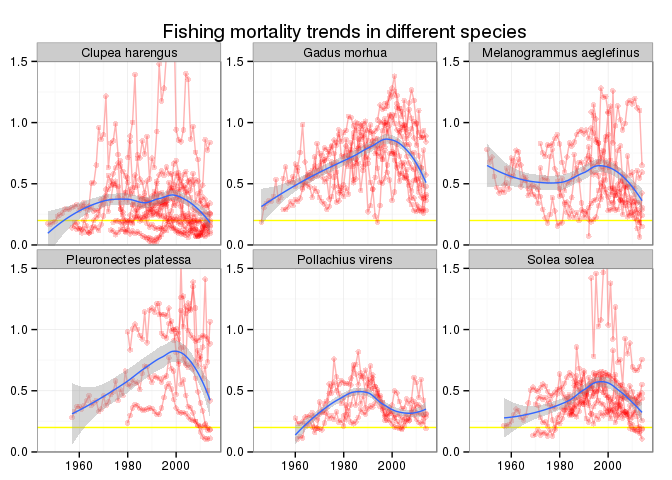 Fishing mortality trends in different species
Clupea harengus Gadus morhua Melanogrammus aeglefinus
1.5 1.5 1.5
1.0 1.0 1.0
0.5 0.5 0.5
0.0 0.0 0.0
Pleuronectes platessa Pollachius virens Solea solea
1.5 1.5 1.5
1.0 1.0 1.0
0.5 0.5 0.5
0.0 0.0 0.0
1960 1980 2000 1960 1980 2000 1960 1980 2000